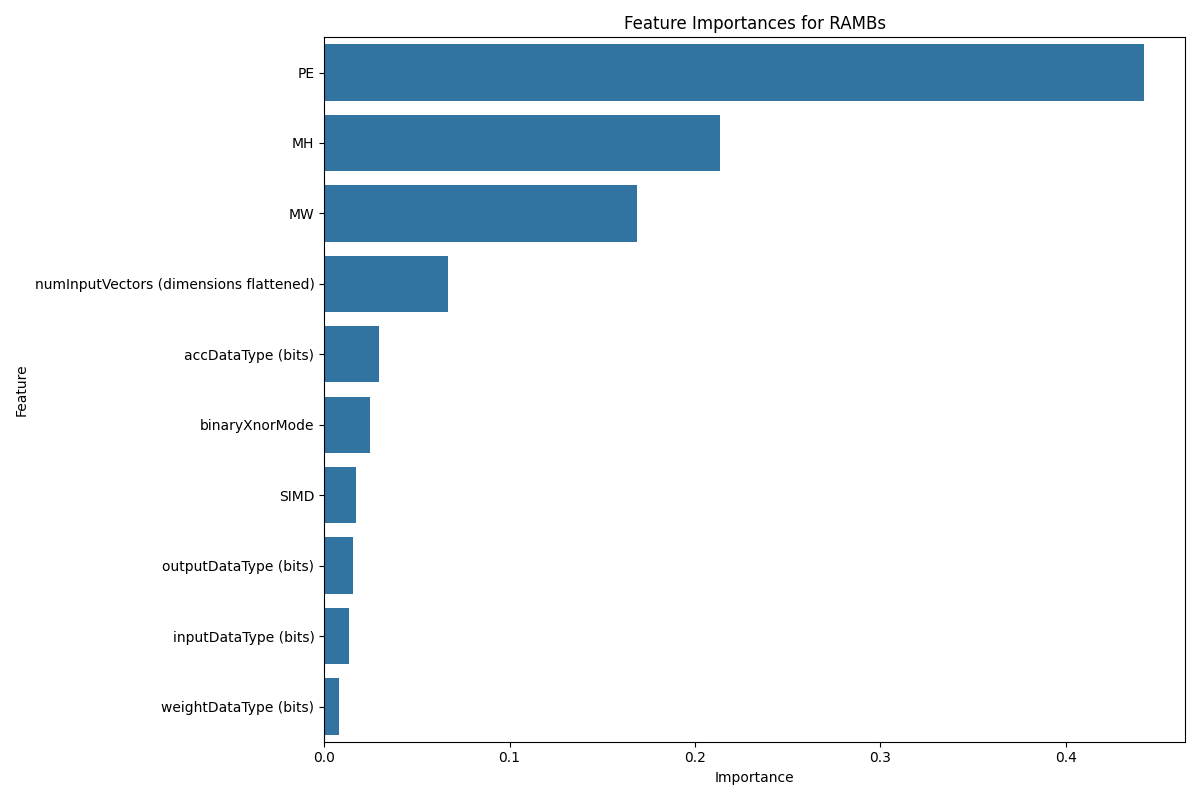 Feature Importances for RAMBs
PE
MH
MW
numInputVectors (dimensions flattened)
accDataType (bits)
binaryXnorMode
SIMD
outputDataType (bits)
inputDataType (bits)
weightDataType (bits)
Feature
0.0 0.1 0.2 0.3 0.4
Importance